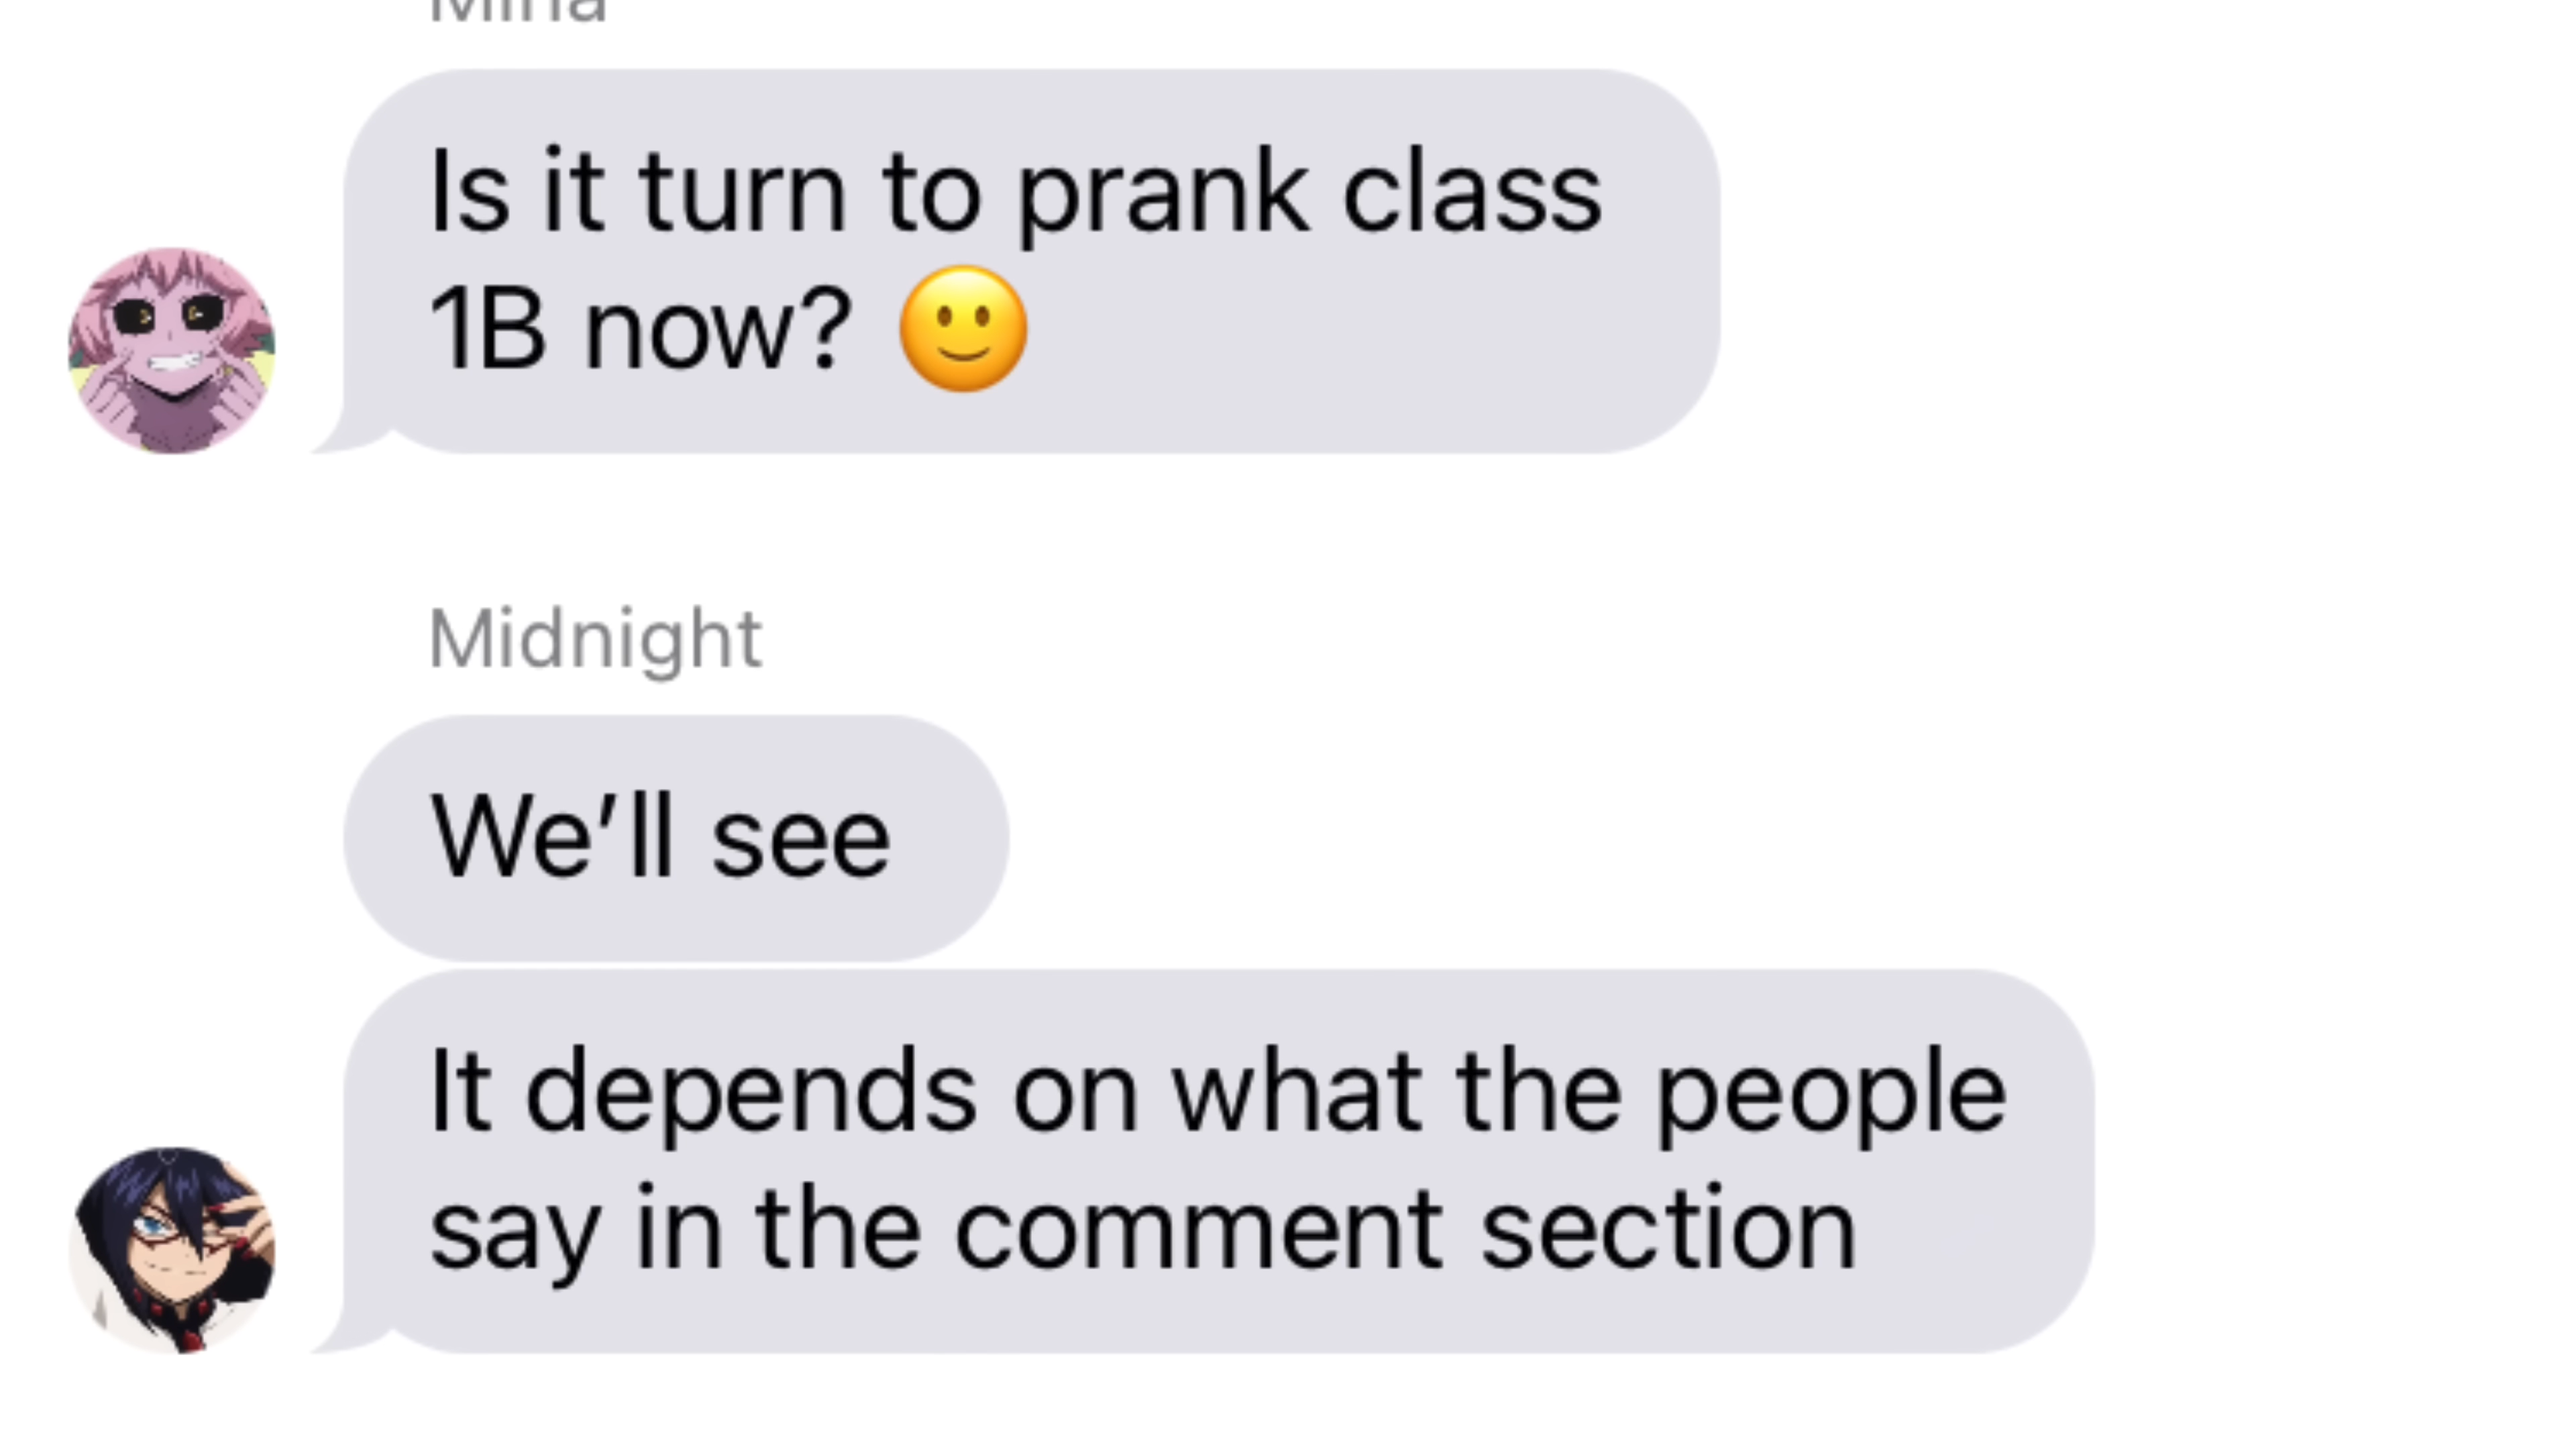 Mina
Is it turn to prank class
1B now? 🙂
Midnight
We’ll see
It depends on what the people
say in the comment section